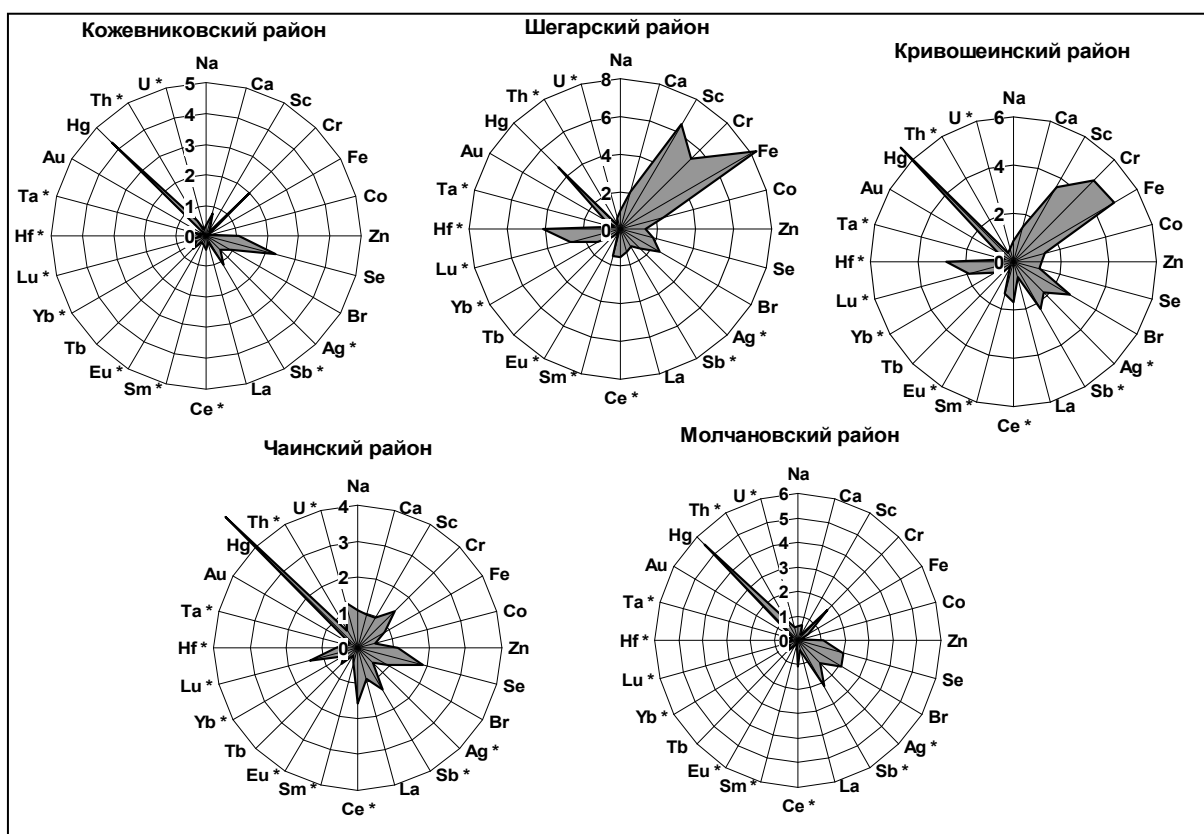 Кожевниковский район
Na
Ca
Sc
Cr
Fe
Co
Zn
Se
Br
Ag *
Sb *
La
Ce *
Sm *
Eu *
Tb
Yb *
Lu *
Hf *
Ta *
Au
Hg
Th *
U *
5
4
3
2
1
0
Шегарский район
Na
Ca
Sc
Cr
Fe
Co
Zn
Se
Br
Ag *
Sb *
La
Ce *
Sm *
Eu *
Tb
Yb *
Lu *
Hf *
Ta *
Au
Hg
Th *
U *
8
6
4
2
0
Кривошеинский район
Na
Ca
Sc
Cr
Fe
Co
Zn
Se
Br
Ag *
Sb *
La
Ce *
Sm *
Eu *
Tb
Yb *
Lu *
Hf *
Ta *
Au
Hg
Th *
U *
6
4
2
0
Чаинский район
Na
Ca
Sc
Cr
Fe
Co
Zn
Se
Br
Ag *
Sb *
La
Ce *
Sm *
Eu *
Tb
Yb *
Lu *
Hf *
Ta *
Au
Hg
Th *
U *
4
3
2
1
0
Молчановский район
Na
Ca
Sc
Cr
Fe
Co
Zn
Se
Br
Ag *
Sb *
La
Ce *
Sm *
Eu *
Tb
Yb *
Lu *
Hf *
Ta *
Au
Hg
Th *
U *
6
5
4
3
2
1
0